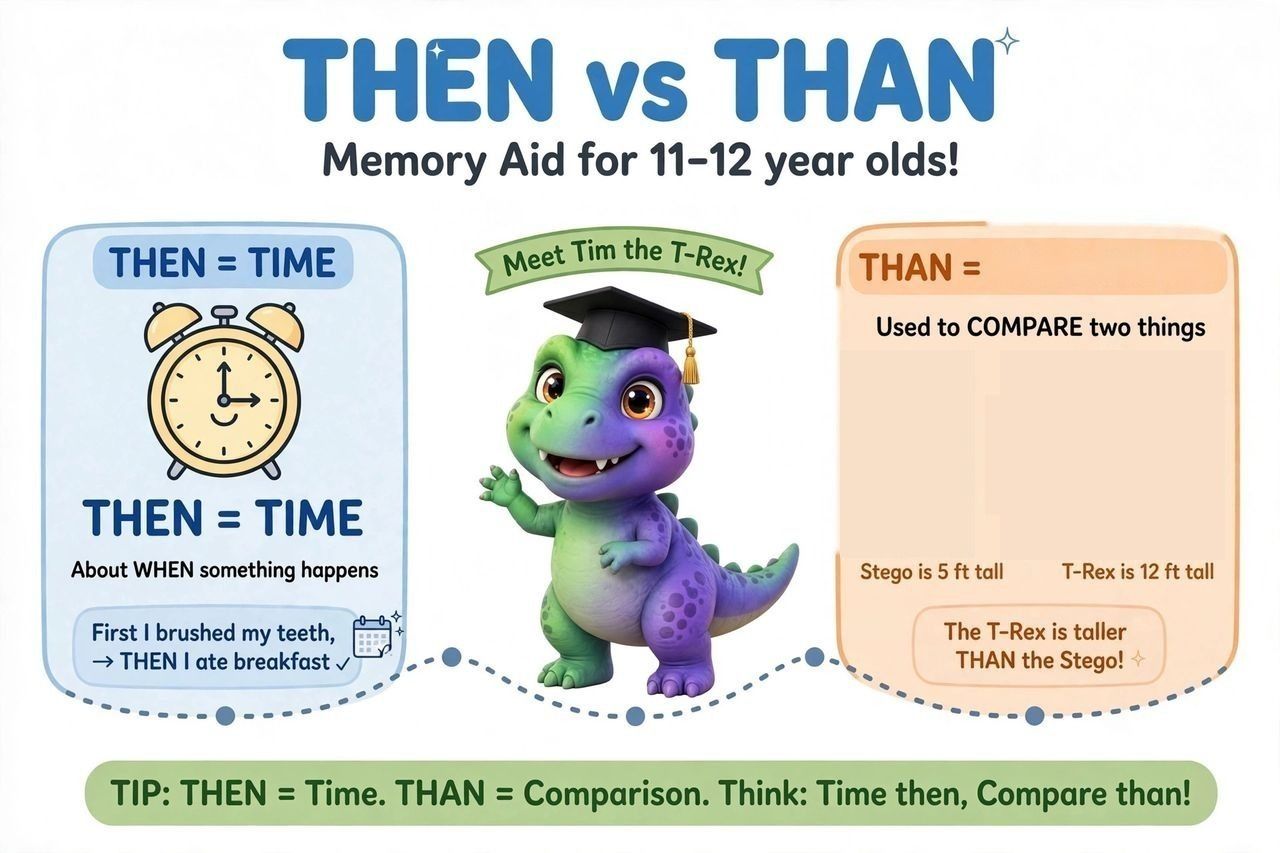 THEN vs THAN
Memory Aid for 11–12 year olds!
THEN = TIME
THEN = TIME
About WHEN something happens
First I brushed my teeth,
→ THEN I ate breakfast ✓
Meet Tim the T-Rex!
THAN =
Used to COMPARE two things
Stego is 5 ft tall
T-Rex is 12 ft tall
The T-Rex is taller
THAN the Stego!
TIP: THEN = Time. THAN = Comparison. Think: Time then, Compare than!